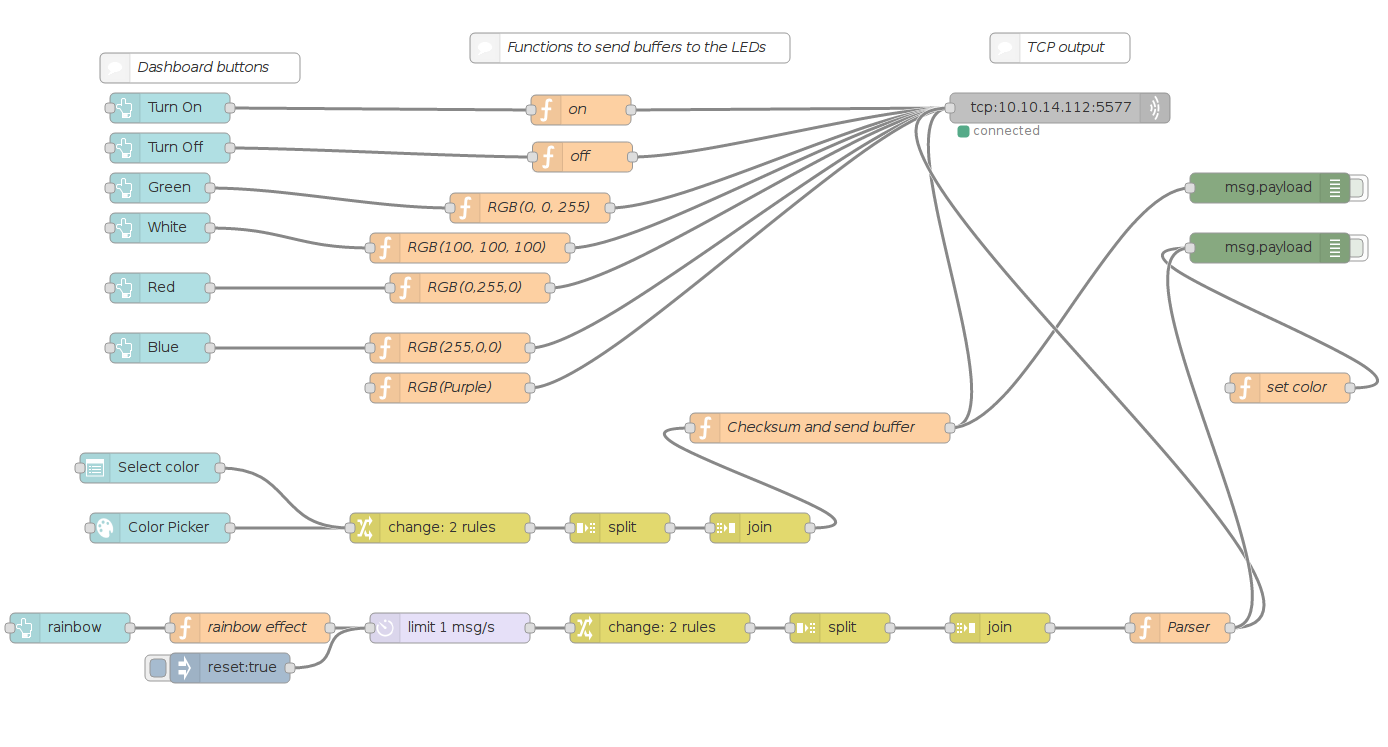 Functions to send buffers to the LEDs
TCP output
Dashboard buttons
Turn On
on
tcp:10.10.14.112:5577
connected
Turn Off
off
Green
RGB(0, 0, 255)
msg.payload
White
RGB(100, 100, 100)
msg.payload
Red
RGB(0,255,0)
Blue
RGB(255,0,0)
RGB(Purple)
set color
Checksum and send buffer
Select color
Color Picker
change: 2 rules
split
join
rainbow
rainbow effect
limit 1 msg/s
change: 2 rules
split
join
Parser
reset:true